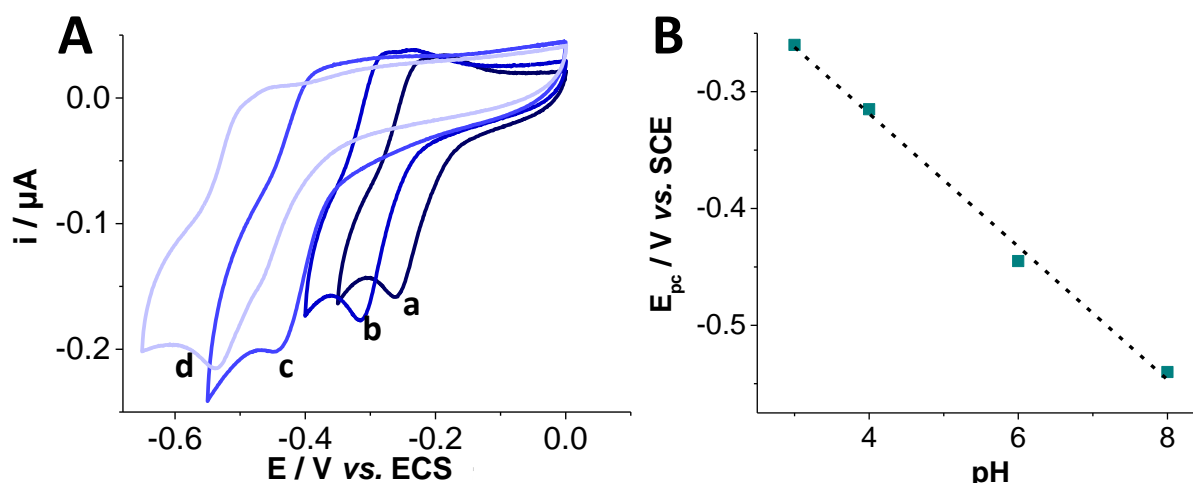 A
0.0
-0.1
-0.2
i / µA
a
b
c
d
-0.6
-0.4
-0.2
0.0
E / V vs. ECS
B
-0.3
-0.4
-0.5
Epc / V vs. SCE
4
6
8
pH